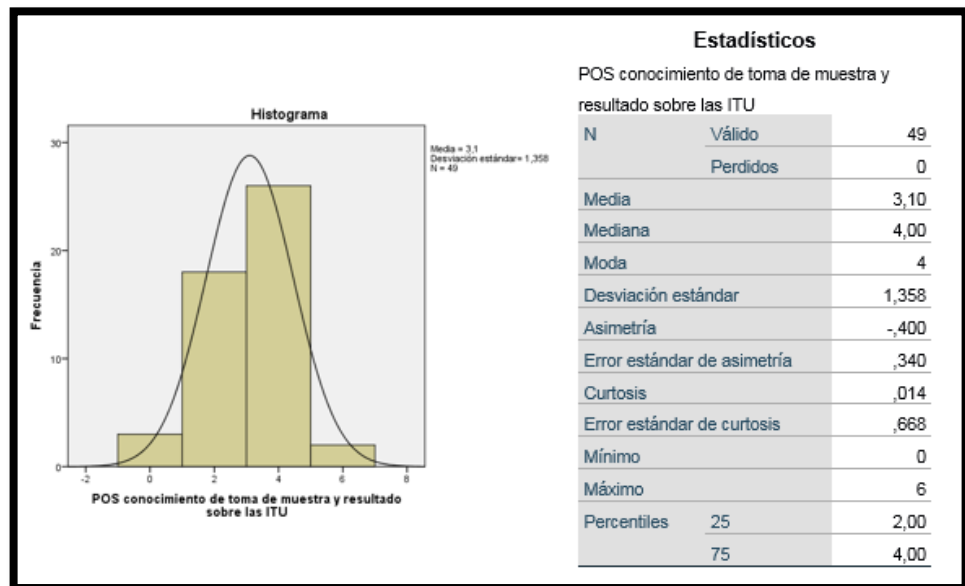 Histograma
Media = 3,1
Desviación estándar= 1,358
N = 49
30
20
10
0
Frecuencia
-2 0 2 4 6 8
POS conocimiento de toma de muestra y resultado
sobre las ITU
Estadísticos
POS conocimiento de toma de muestra y
resultado sobre las ITU
N Válido 49
Perdidos 0
Media 3,10
Mediana 4,00
Moda 4
Desviación estándar 1,358
Asimetría -,400
Error estándar de asimetría ,340
Curtosis ,014
Error estándar de curtosis ,668
Mínimo 0
Máximo 6
Percentiles 25 2,00
75 4,00